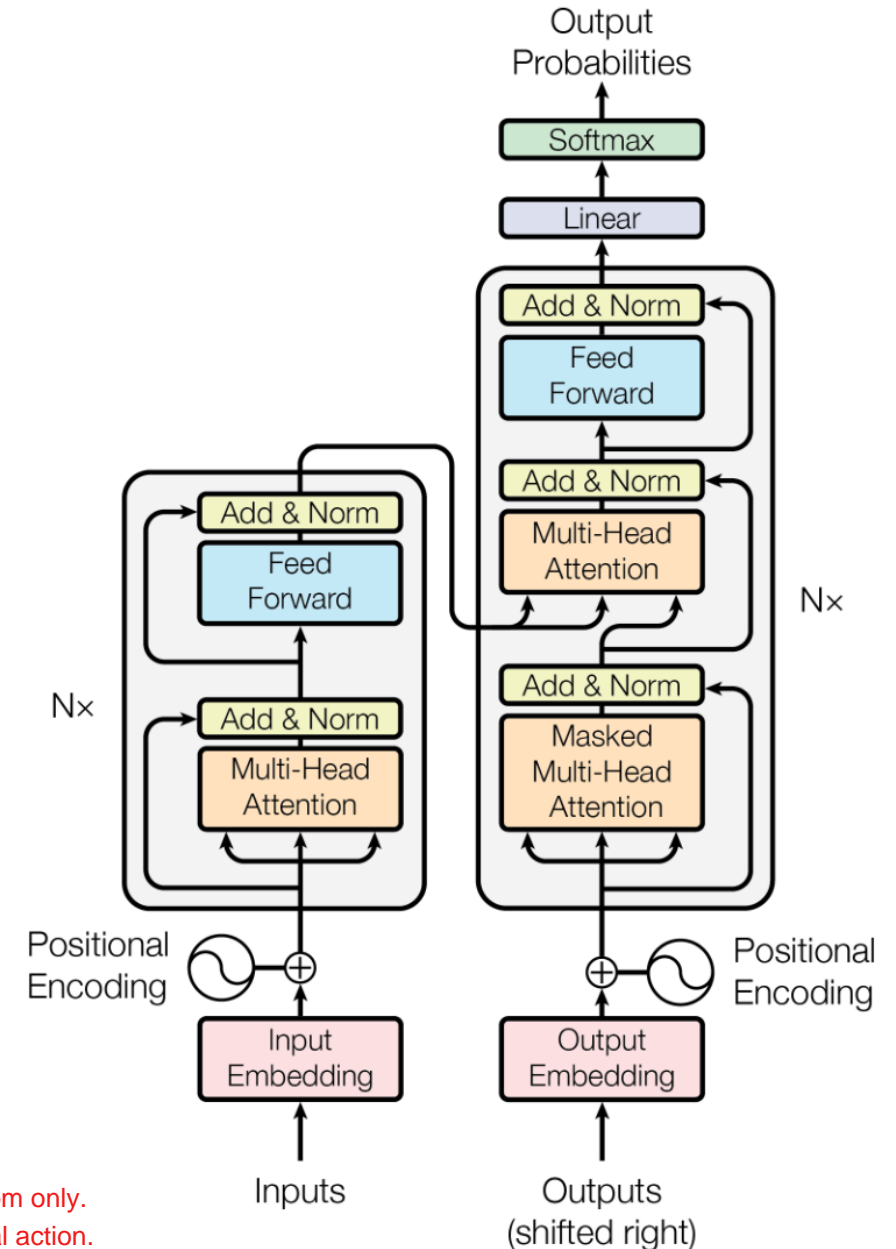 Output
Probabilities
Softmax
Linear
Add & Norm
Feed
Forward
Add & Norm
Multi-Head
Attention
Add & Norm
Masked
Multi-Head
Attention
N×
Add & Norm
Feed
Forward
Add & Norm
Multi-Head
Attention
N×
Positional
Encoding
Positional
Encoding
Input
Embedding
Output
Embedding
Inputs
Outputs
(shifted right)
only.
action.